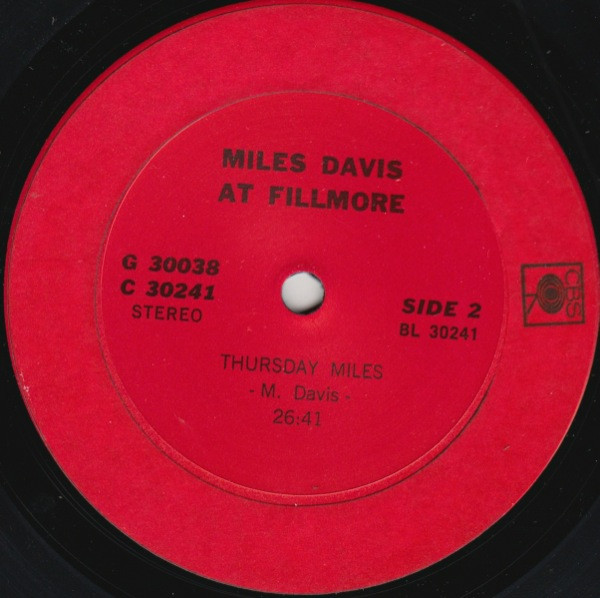 MILES DAVIS
AT FILLMORE
G 30038
C 30241
STEREO
SIDE 2
BL 30241
CBS
THURSDAY MILES
- M. Davis -
26:41